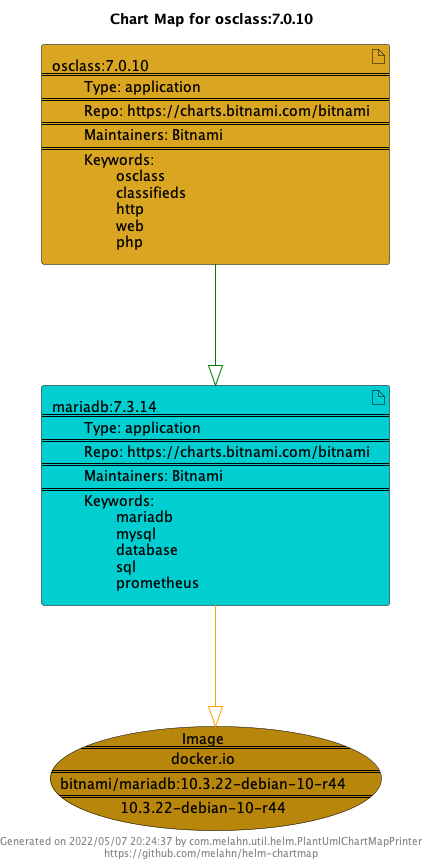 Chart Map for osclass:7.0.10
osclass:7.0.10
Type: application
Repo: https://charts.bitnami.com/bitnami
Maintainers: Bitnami
Keywords:
osclass
classifieds
http
web
php
mariadb:7.3.14
Type: application
Repo: https://charts.bitnami.com/bitnami
Maintainers: Bitnami
Keywords:
mariadb
mysql
database
sql
prometheus
Image
docker.io
bitnami/mariadb:10.3.22-debian-10-r44
10.3.22-debian-10-r44
Generated on 2022/05/07 20:24:37 by com.melahn.util.helm.PlantUmlChartMapPrinter
https://github.com/melahn/helm-chartmap